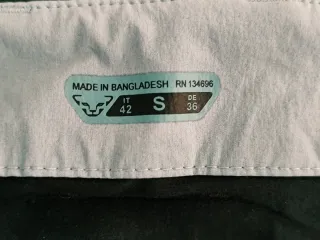 MADE IN BANGLADESH RN 134696
IT S DE
42 36